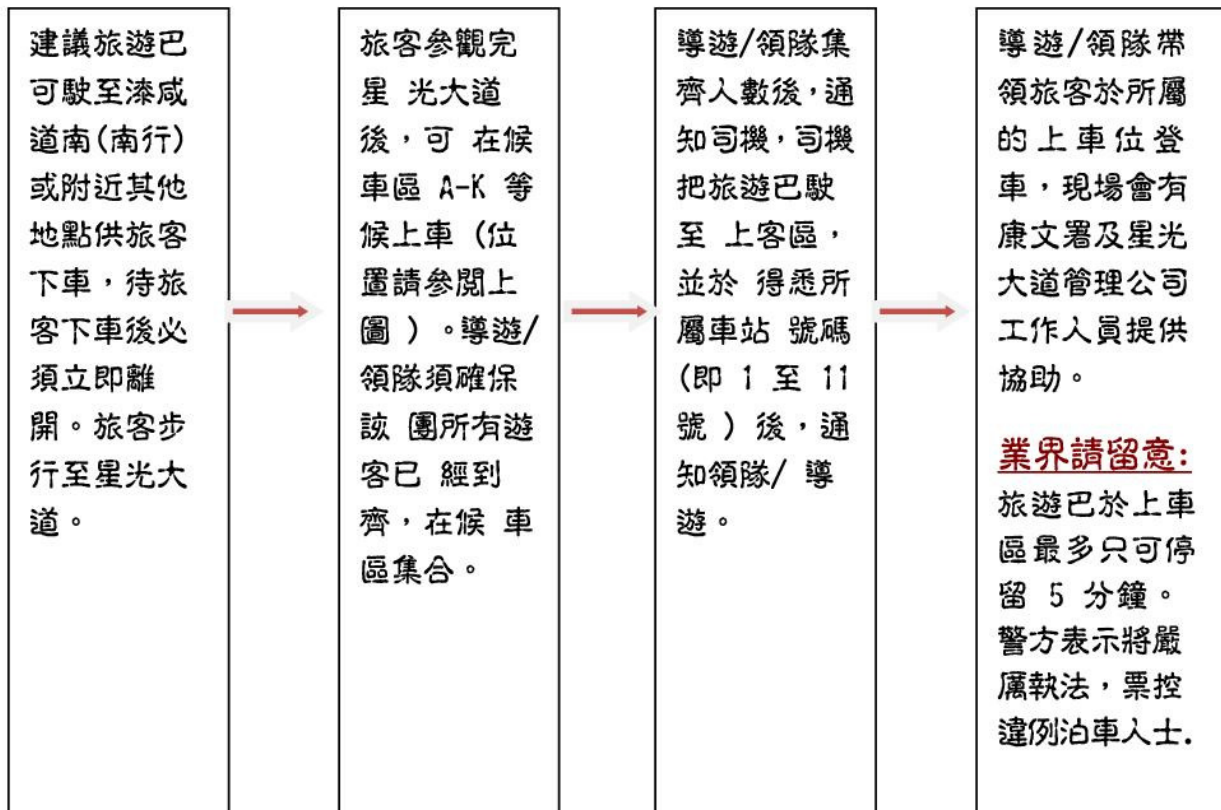 建議旅遊巴
可駛至漆咸
道南(南行)
或附近其他
地點供旅客
下車，待旅
客下車後必
須立即離
開。旅客步
行至星光大
道。
旅客參觀完
星 光大道
後，可 在候
車區 A-K 等
候上車 (位
置請參閱上
圖 ) 。導遊/
領隊須確保
該 團所有遊
客已 經到
齊，在候 車
區集合。
導遊/領隊集
齊人數後，通
知司機，司機
把旅遊巴駛
至 上客區，
並於 得悉所
屬車站 號碼
(即 1 至 11
號 ) 後，通
知領隊/ 導
遊。
導遊/領隊帶
領旅客於所屬
的上車位登
車，現場會有
康文署及星光
大道管理公司
工作人員提供
協助。
業界請留意:
旅遊巴於上車
區最多只可停
留 5 分鐘。
警方表示將嚴
厲執法，票控
違例泊車人士.